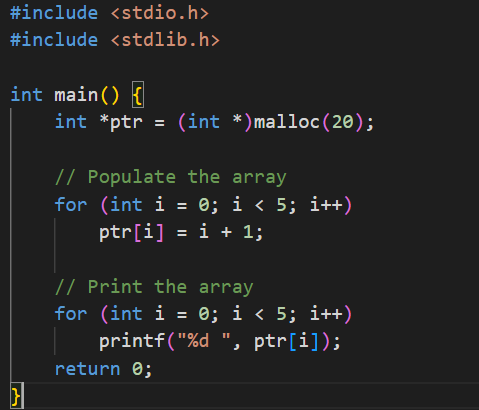 #include <stdio.h>
#include <stdlib.h>
int main() {
int *ptr = (int *)malloc(20);
// Populate the array
for (int i = 0; i < 5; i++)
ptr[i] = i + 1;
// Print the array
for (int i = 0; i < 5; i++)
printf("%d ", ptr[i]);
return 0;
}